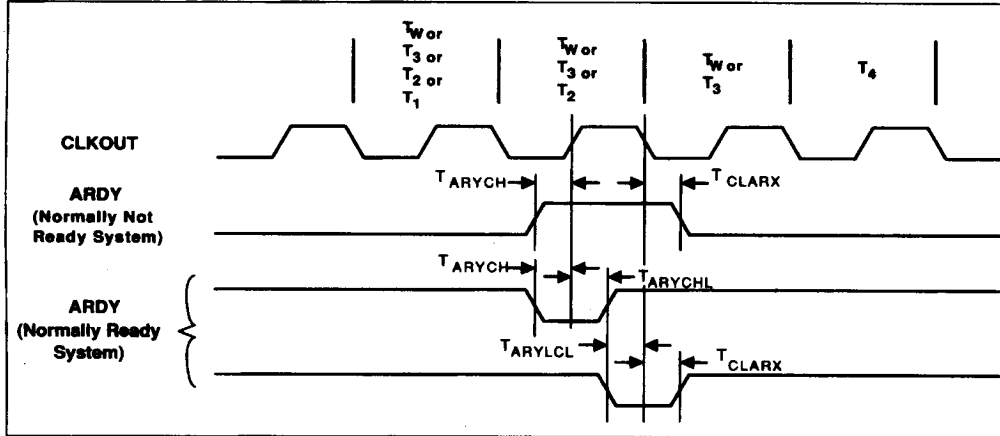 TW or
T3 or
T2 or
T1
TW or
T3 or
T2
TW or
T3
T4
CLKOUT
TARYCH
TCLARX
ARDY
(Normally Not
Ready System)
TARYCH
TARYCHL
ARDY
(Normally Ready
System)
TARYLCL
TCLARX